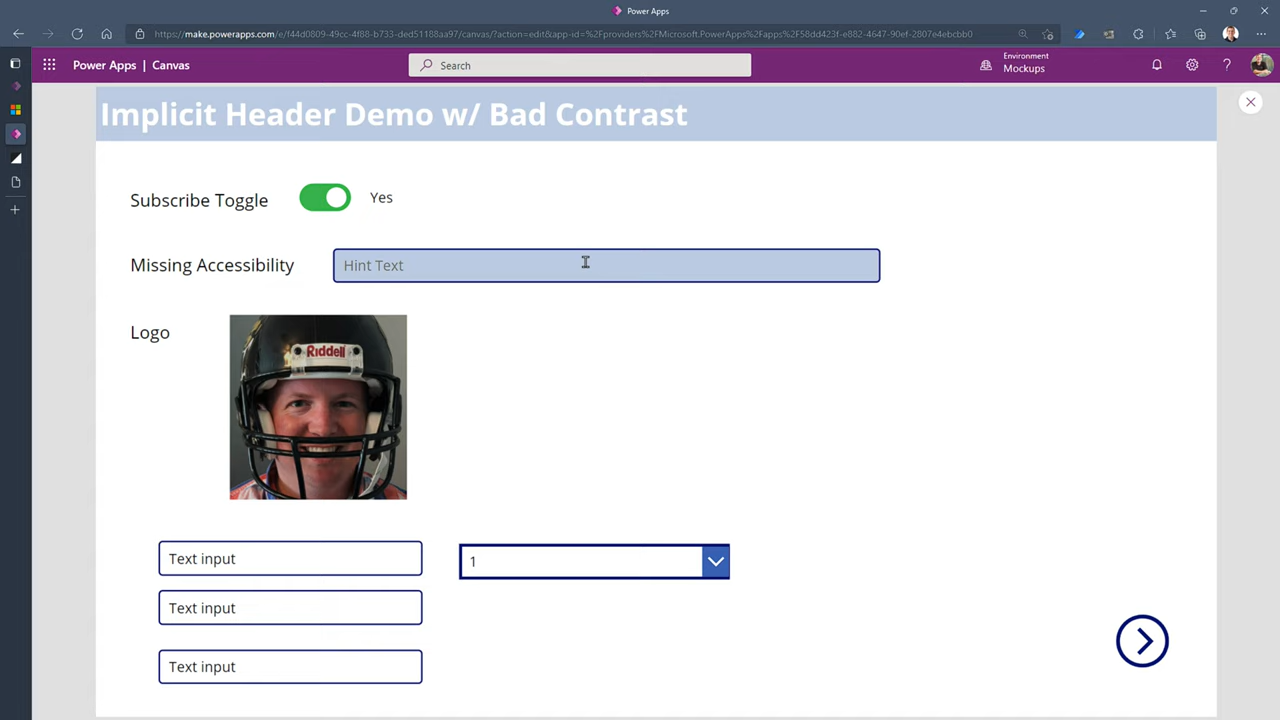 Power Apps
https://make.powerapps.com/e/f44d0809-49cc-4f88-b733-ded51188aa97/canvas/?action=edit&app-id=%2Fproviders%2FMicrosoft.PowerApps%2Fapps%2F58dd423f-e882-4647-90ef-2807e4ebcbb0
Power Apps | Canvas
Search
Environment
Mockups
Implicit Header Demo w/ Bad Contrast
Subscribe Toggle
Yes
Missing Accessibility
Hint Text
Logo
Riddell
Text input
1
Text input
Text input